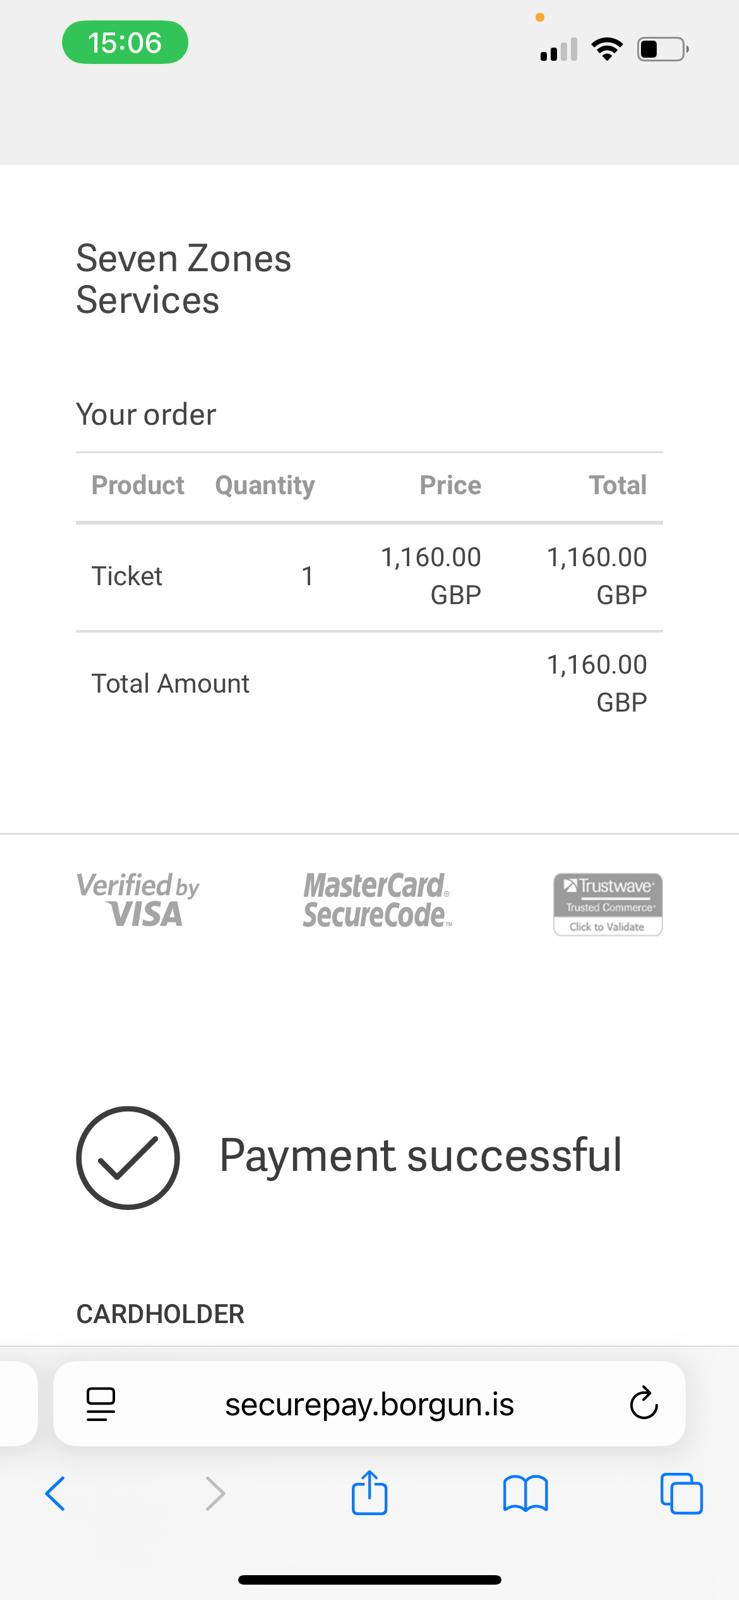 15:06
Seven Zones
Services
Your order
Product Quantity Price Total
Ticket 1 1,160.00 GBP 1,160.00 GBP
Total Amount 1,160.00 GBP
Verified by
VISA
MasterCard®
SecureCode™
Trustwave®
Trusted Commerce®
Click to Validate
Payment successful
CARDHOLDER
securepay.borgun.is